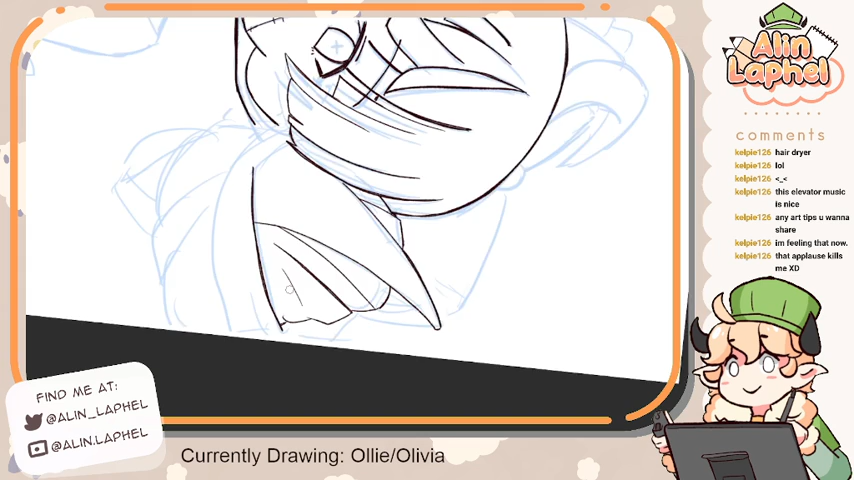 Alin
Laphel
comments
kelpie126 hair dryer
kelpie126 lol
kelpie126 <_<
kelpie126 this elevator music
is nice
kelpie126 any art tips u wanna
share
kelpie126 im feeling that now.
kelpie126 that applause kills
me XD
FIND ME AT:
@ALIN_LAPHEL
@ALIN.LAPHEL
Currently Drawing: Ollie/Olivia